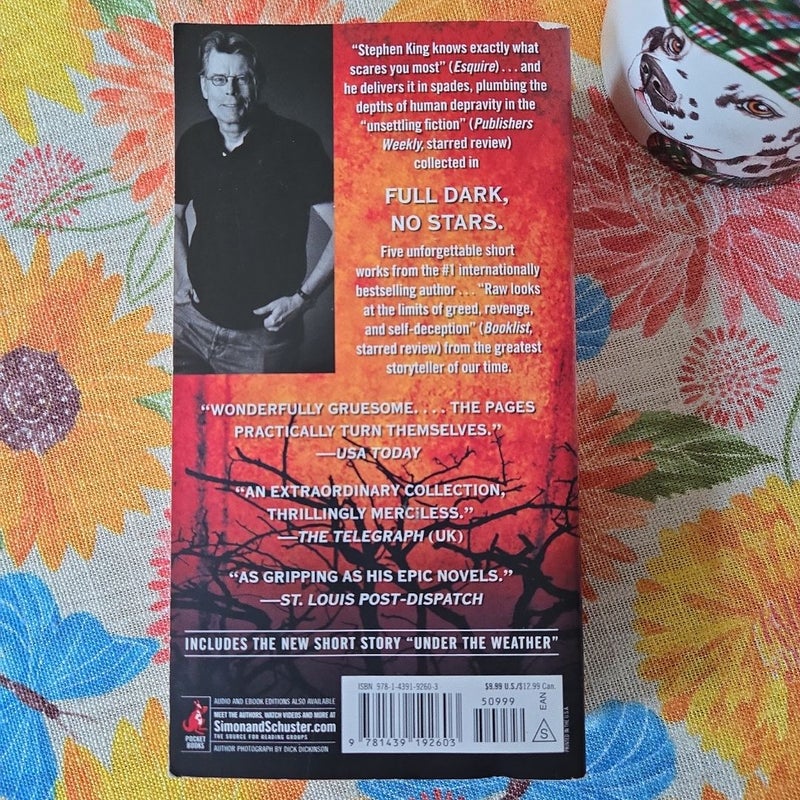 “Stephen King knows exactly what
scares you most” (Esquire) . . . and
he delivers it in spades, plumbing the
depths of human depravity in the
“unsettling fiction” (Publishers
Weekly, starred review)
collected in
FULL DARK,
NO STARS.
Five unforgettable short
works from the #1 internationally
bestselling author . . . “Raw looks
at the limits of greed, revenge,
and self-deception” (Booklist,
starred review) from the greatest
storyteller of our time.
“WONDERFULLY GRUESOME. . . . THE PAGES
PRACTICALLY TURN THEMSELVES.”
—USA TODAY
“AN EXTRAORDINARY COLLECTION,
THRILLINGLY MERCiLESS.”
—THE TELEGRAPH (UK)
“AS GRIPPING AS HIS EPIC NOVELS.”
—ST. LOUIS POST-DISPATCH
INCLUDES THE NEW SHORT STORY “UNDER THE WEATHER”
POCKET
BOOKS
AUDIO AND EBOOK EDITIONS ALSO AVAILABLE
MEET THE AUTHORS, WATCH VIDEOS AND MORE AT
SimonandSchuster.com
THE SOURCE FOR READING GROUPS
AUTHOR PHOTOGRAPH BY DICK DICKINSON
ISBN 978-1-4391-9260-3
$9.99 U.S./$12.99 Can.
50999
9 781439 192603
EAN
S
PRINTED IN THE U.S.A.